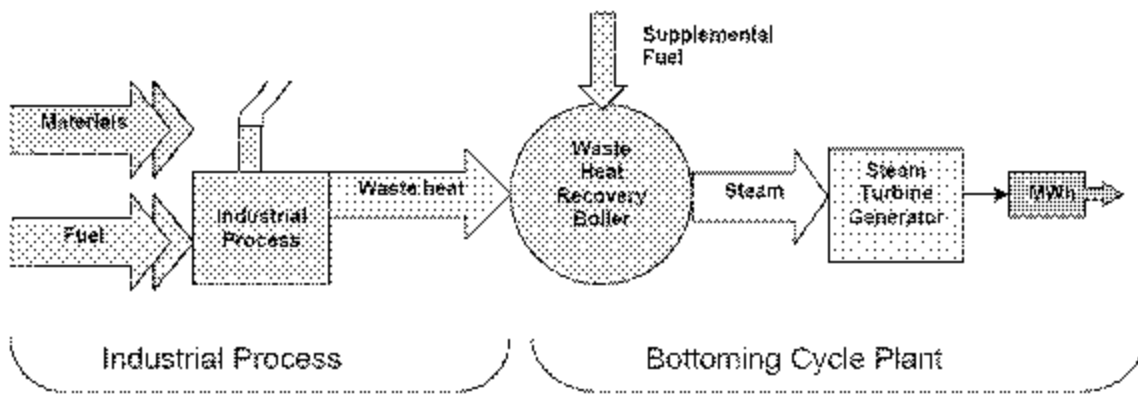 Supplemental
Fuel
Materials
Waste
Heat
Recovery
Boiler
Waste heat
Steam
Steam
Turbine
Generator
MWh
Industrial
Process
Fuel
Industrial Process
Bottoming Cycle Plant